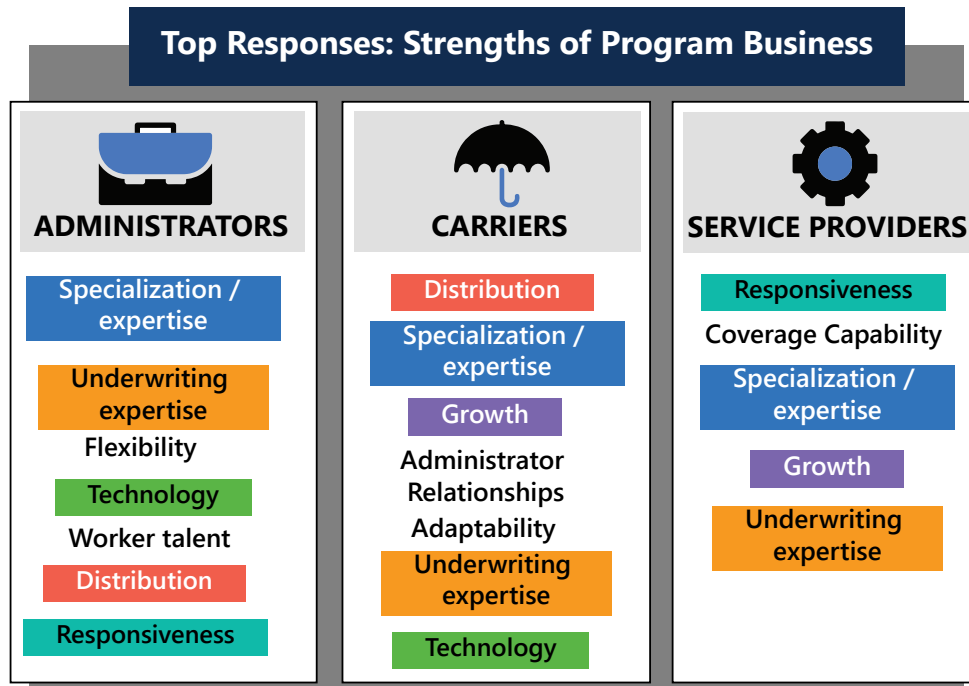 Top Responses: Strengths of Program Business
ADMINISTRATORS
Specialization /
expertise
Underwriting
expertise
Flexibility
Technology
Worker talent
Distribution
Responsiveness
CARRIERS
Distribution
Specialization /
expertise
Growth
Administrator
Relationships
Adaptability
Underwriting
expertise
Technology
SERVICE PROVIDERS
Responsiveness
Coverage Capability
Specialization /
expertise
Growth
Underwriting
expertise